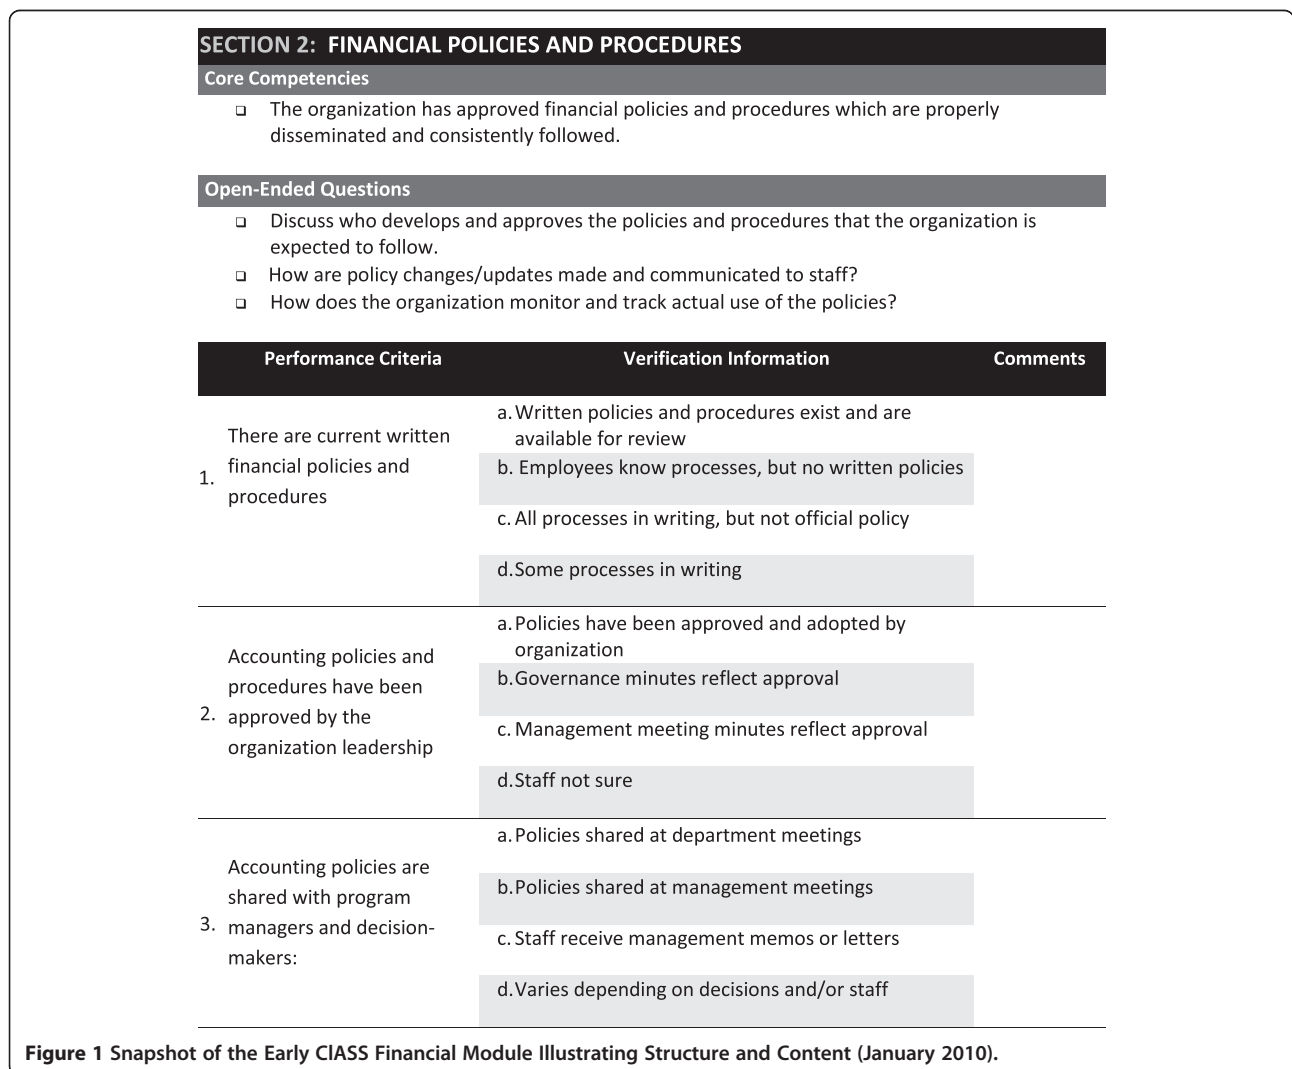 SECTION 2: FINANCIAL POLICIES AND PROCEDURES
Core Competencies
❑ The organization has approved financial policies and procedures which are properly
disseminated and consistently followed.
Open-Ended Questions
❑ Discuss who develops and approves the policies and procedures that the organization is
expected to follow.
❑ How are policy changes/updates made and communicated to staff?
❑ How does the organization monitor and track actual use of the policies?
Performance Criteria Verification Information Comments
1.
There are current written
financial policies and
procedures
a. Written policies and procedures exist and are
available for review
b. Employees know processes, but no written policies
c. All processes in writing, but not official policy
d. Some processes in writing
2.
Accounting policies and
procedures have been
approved by the
organization leadership
a. Policies have been approved and adopted by
organization
b. Governance minutes reflect approval
c. Management meeting minutes reflect approval
d. Staff not sure
3.
Accounting policies are
shared with program
managers and decision-
makers:
a. Policies shared at department meetings
b. Policies shared at management meetings
c. Staff receive management memos or letters
d. Varies depending on decisions and/or staff
Figure 1 Snapshot of the Early ClASS Financial Module Illustrating Structure and Content (January 2010).